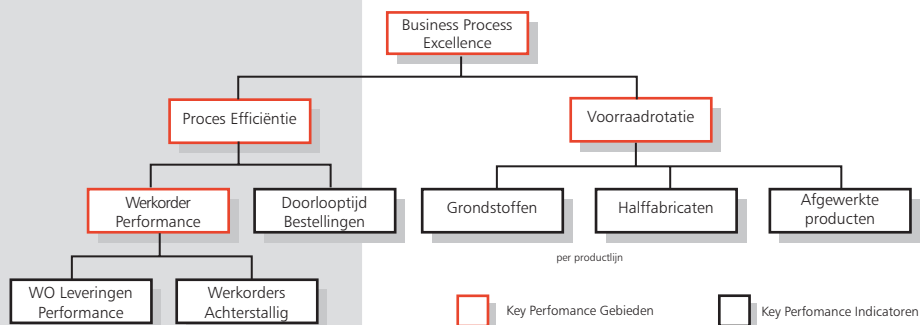 Business Process
Excellence
Proces Efficiëntie
Voorraadrotatie
Werkorder
Performance
Doorlooptijd
Bestellingen
Grondstoffen
Halffabricaten
Afgewerkte
producten
per productlijn
WO Leveringen
Performance
Werkorders
Achterstallig
Key Perfomance Gebieden
Key Perfomance Indicatoren